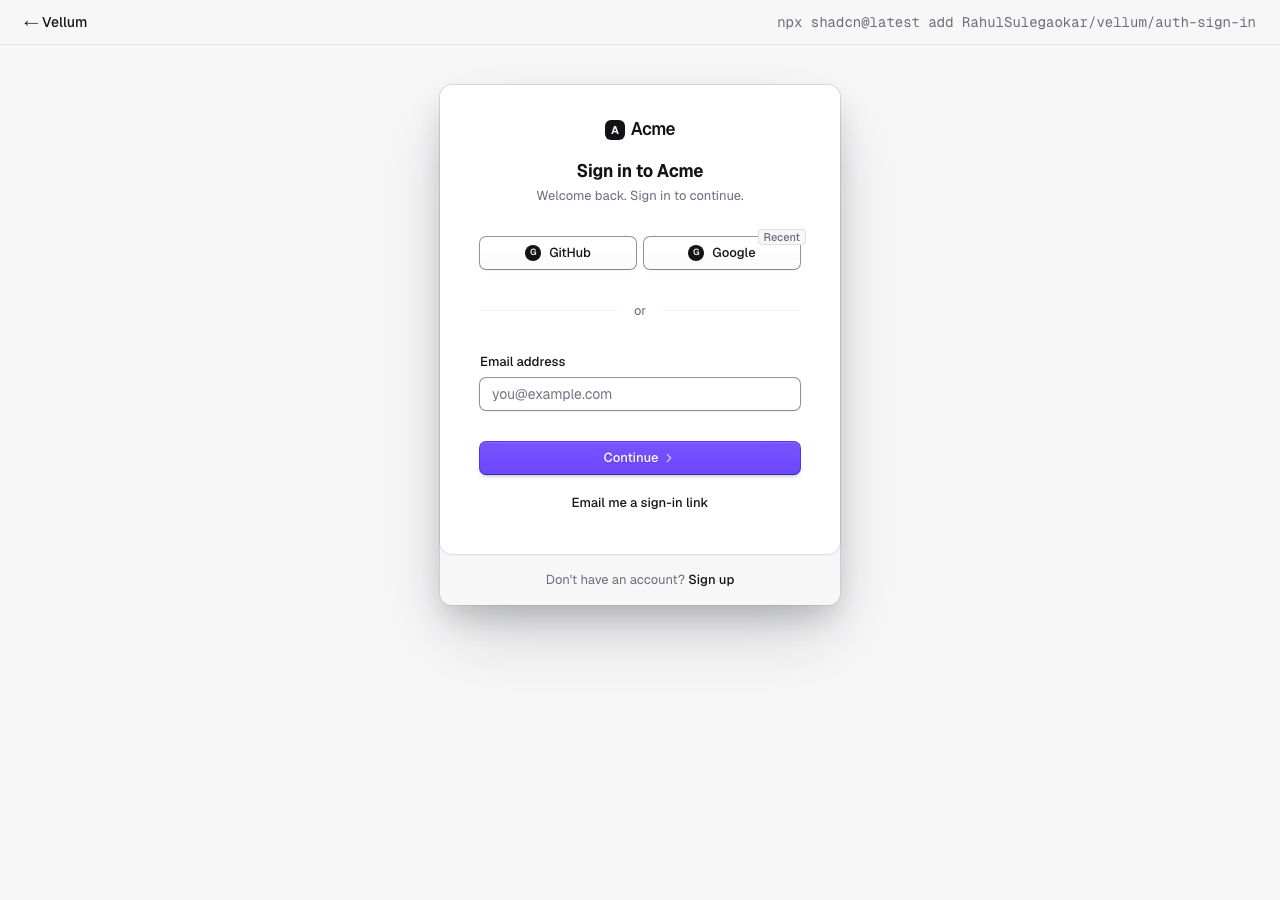 ← Vellum
npx shadcn@latest add RahulSulegaokar/vellum/auth-sign-in
A Acme
Sign in to Acme
Welcome back. Sign in to continue.
Recent
G GitHub
G Google
or
Email address
you@example.com
Continue
Email me a sign-in link
Don't have an account? Sign up